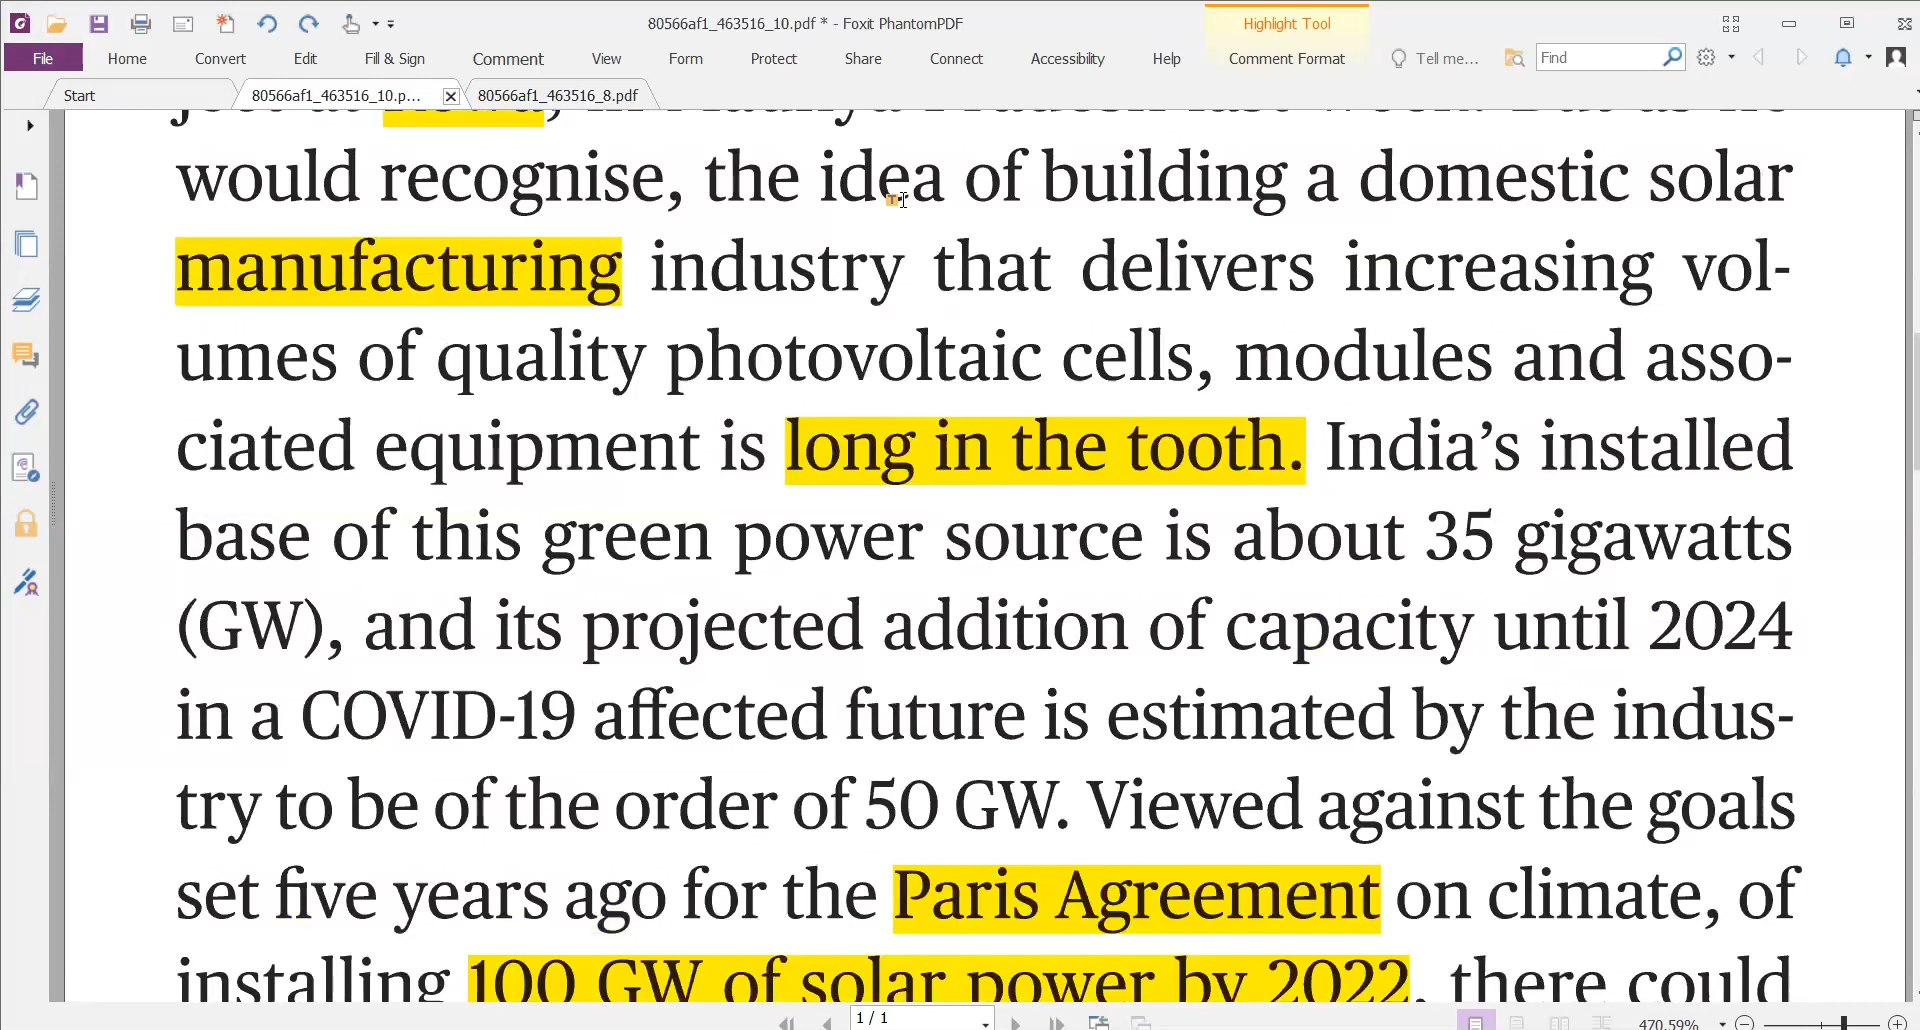 80566af1_463516_10.pdf * - Foxit PhantomPDF
Highlight Tool
File Home Convert Edit Fill & Sign Comment View Form Protect Share Connect Accessibility Help Comment Format Tell me... Find
Start 80566af1_463516_10.p... 80566af1_463516_8.pdf
would recognise, the idea of building a domestic solar
manufacturing industry that delivers increasing vol-
umes of quality photovoltaic cells, modules and asso-
ciated equipment is long in the tooth. India’s installed
base of this green power source is about 35 gigawatts
(GW), and its projected addition of capacity until 2024
in a COVID-19 affected future is estimated by the indus-
try to be of the order of 50 GW. Viewed against the goals
set five years ago for the Paris Agreement on climate, of
installing 100 GW of solar power by 2022, there could
1 / 1
470.59%